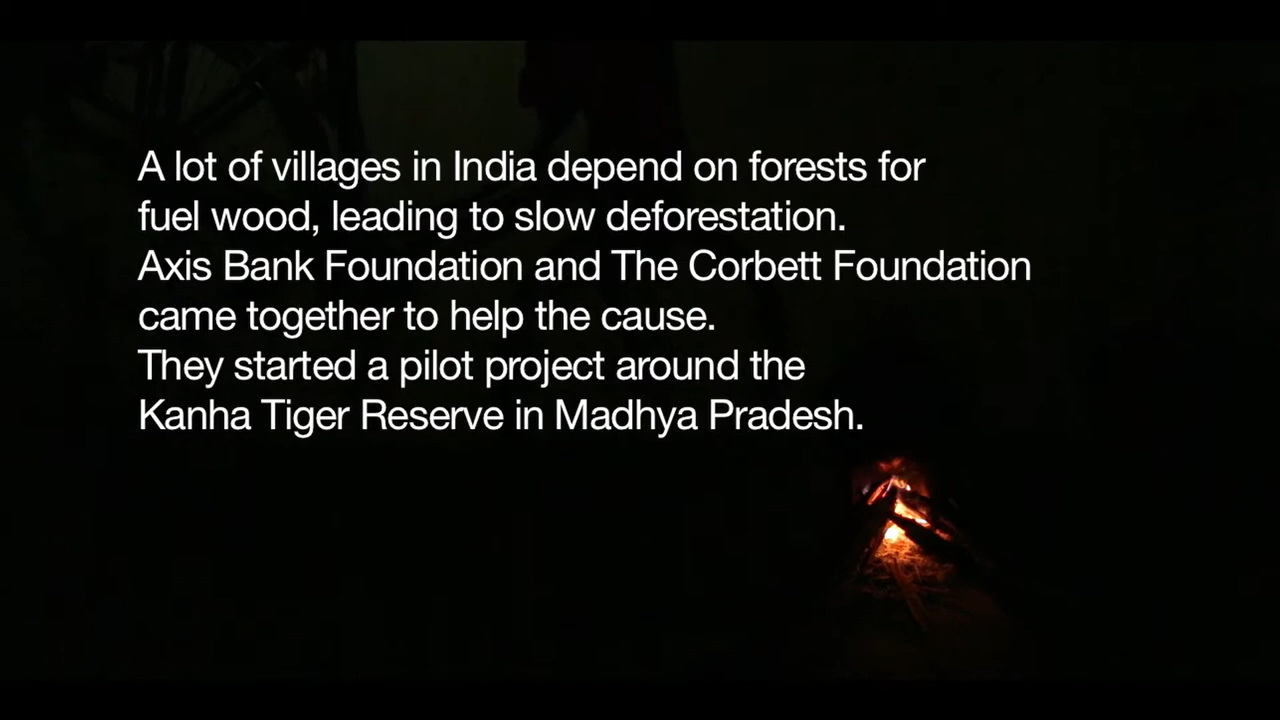 A lot of villages in India depend on forests for
fuel wood, leading to slow deforestation.
Axis Bank Foundation and The Corbett Foundation
came together to help the cause.
They started a pilot project around the
Kanha Tiger Reserve in Madhya Pradesh.